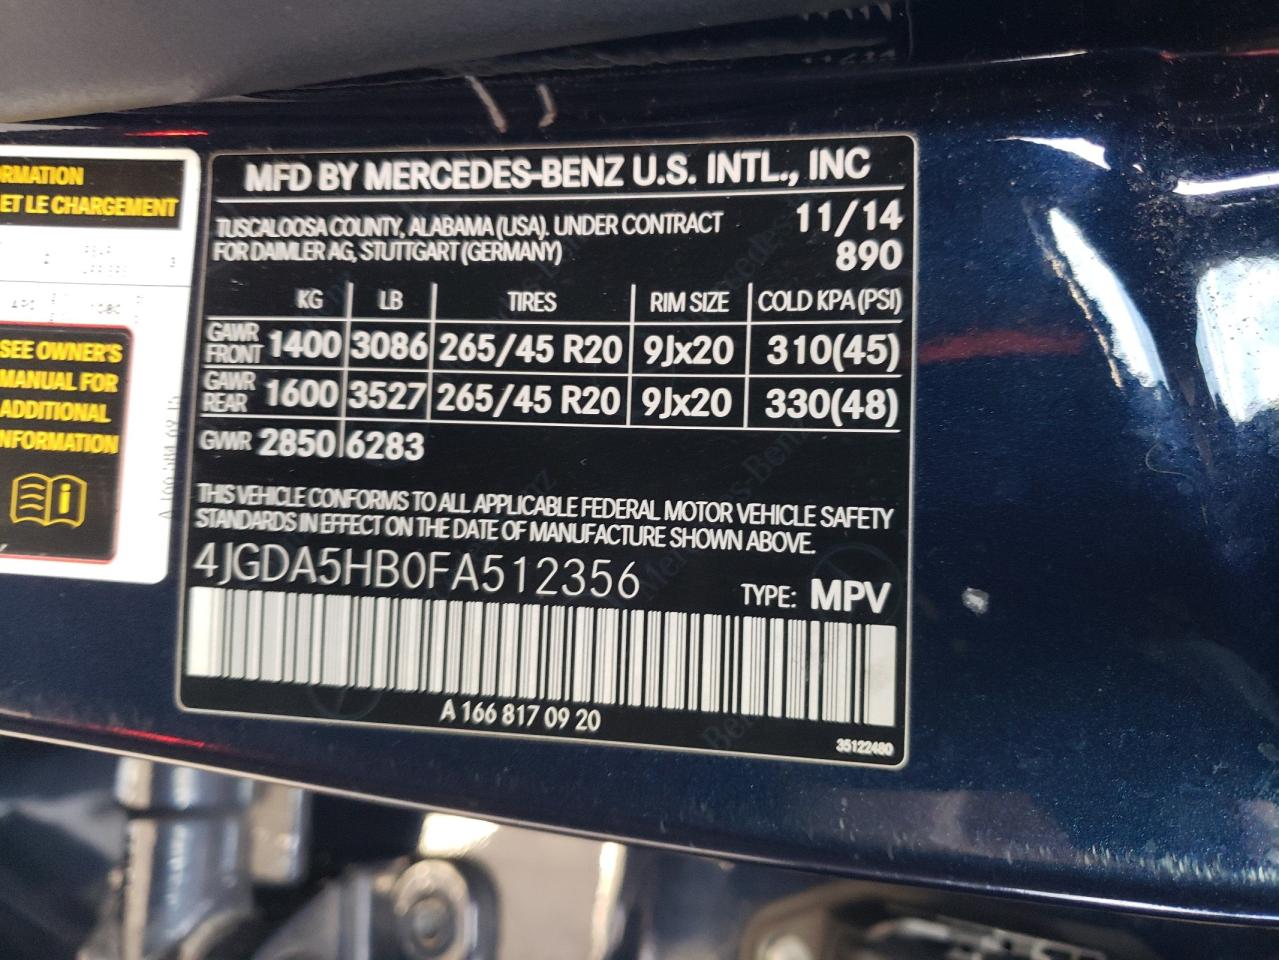 RMATION
ET LE CHARGEMENT
SEE OWNER'S
MANUAL FOR
ADDITIONAL
NFORMATION
MFD BY MERCEDES-BENZ U.S. INTL., INC
TUSCALOOSA COUNTY, ALABAMA (USA). UNDER CONTRACT 11/14
FOR DAIMLER AG, STUTTGART (GERMANY) 890
KG LB TIRES RIM SIZE COLD KPA (PSI)
GAWR FRONT 1400 3086 265/45 R20 9Jx20 310(45)
GAWR REAR 1600 3527 265/45 R20 9Jx20 330(48)
GVWR 2850 6283
THIS VEHICLE CONFORMS TO ALL APPLICABLE FEDERAL MOTOR VEHICLE SAFETY
STANDARDS IN EFFECT ON THE DATE OF MANUFACTURE SHOWN ABOVE.
4JGDA5HB0FA512356
TYPE: MPV
A 166 817 09 20
35122480